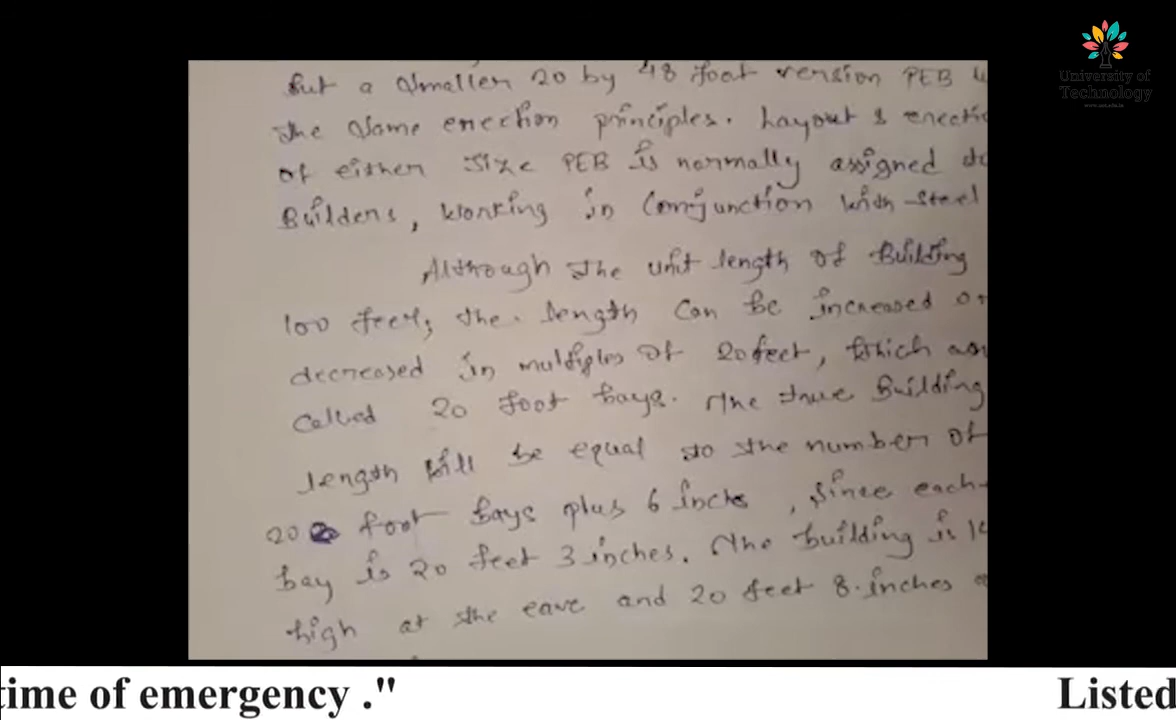 University of
Technology
But a smaller 20 by 48 foot version PEB
the same erection principles. Layout & erectio
of either size PEB is normally assigned to
Builders, working in Conjunction with Steel
Although the unit length of Building
100 feet, the length can be increased or
decreased in multiples of 20 feet, which are
called 20 foot bays. The true Building
length will be equal to the number of
20 foot bays plus 6 inchs, since each
bay is 20 feet 3 inches. The building is 14
high at the eave and 20 feet 8 inches
time of emergency ."
Listed